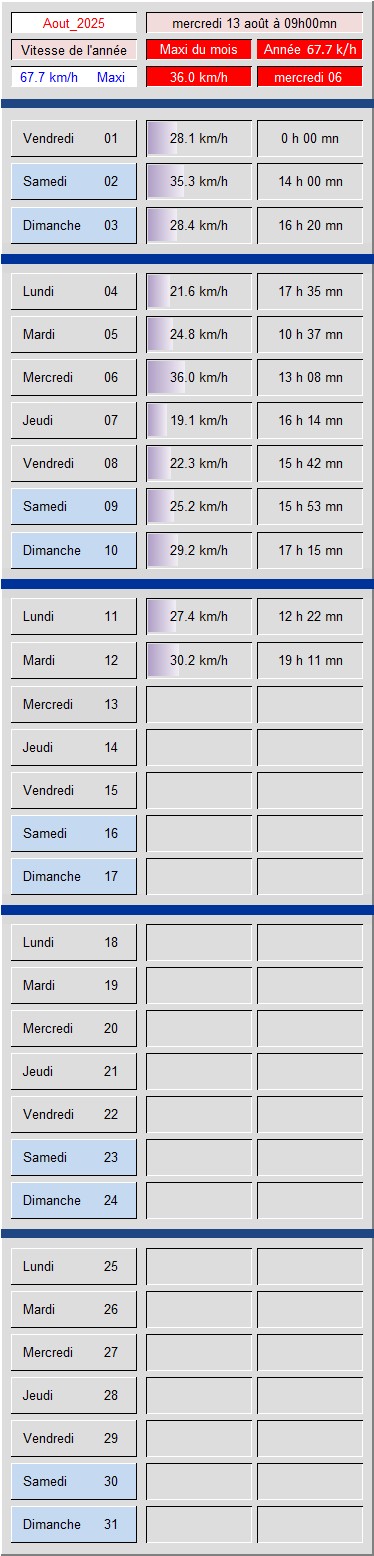 Aout_2025 mercredi 13 août à 09h00mn
Vitesse de l'année Maxi du mois Année 67.7 k/h
67.7 km/h Maxi 36.0 km/h mercredi 06
Vendredi 01 28.1 km/h 0 h 00 mn
Samedi 02 35.3 km/h 14 h 00 mn
Dimanche 03 28.4 km/h 16 h 20 mn
Lundi 04 21.6 km/h 17 h 35 mn
Mardi 05 24.8 km/h 10 h 37 mn
Mercredi 06 36.0 km/h 13 h 08 mn
Jeudi 07 19.1 km/h 16 h 14 mn
Vendredi 08 22.3 km/h 15 h 42 mn
Samedi 09 25.2 km/h 15 h 53 mn
Dimanche 10 29.2 km/h 17 h 15 mn
Lundi 11 27.4 km/h 12 h 22 mn
Mardi 12 30.2 km/h 19 h 11 mn
Mercredi 13
Jeudi 14
Vendredi 15
Samedi 16
Dimanche 17
Lundi 18
Mardi 19
Mercredi 20
Jeudi 21
Vendredi 22
Samedi 23
Dimanche 24
Lundi 25
Mardi 26
Mercredi 27
Jeudi 28
Vendredi 29
Samedi 30
Dimanche 31